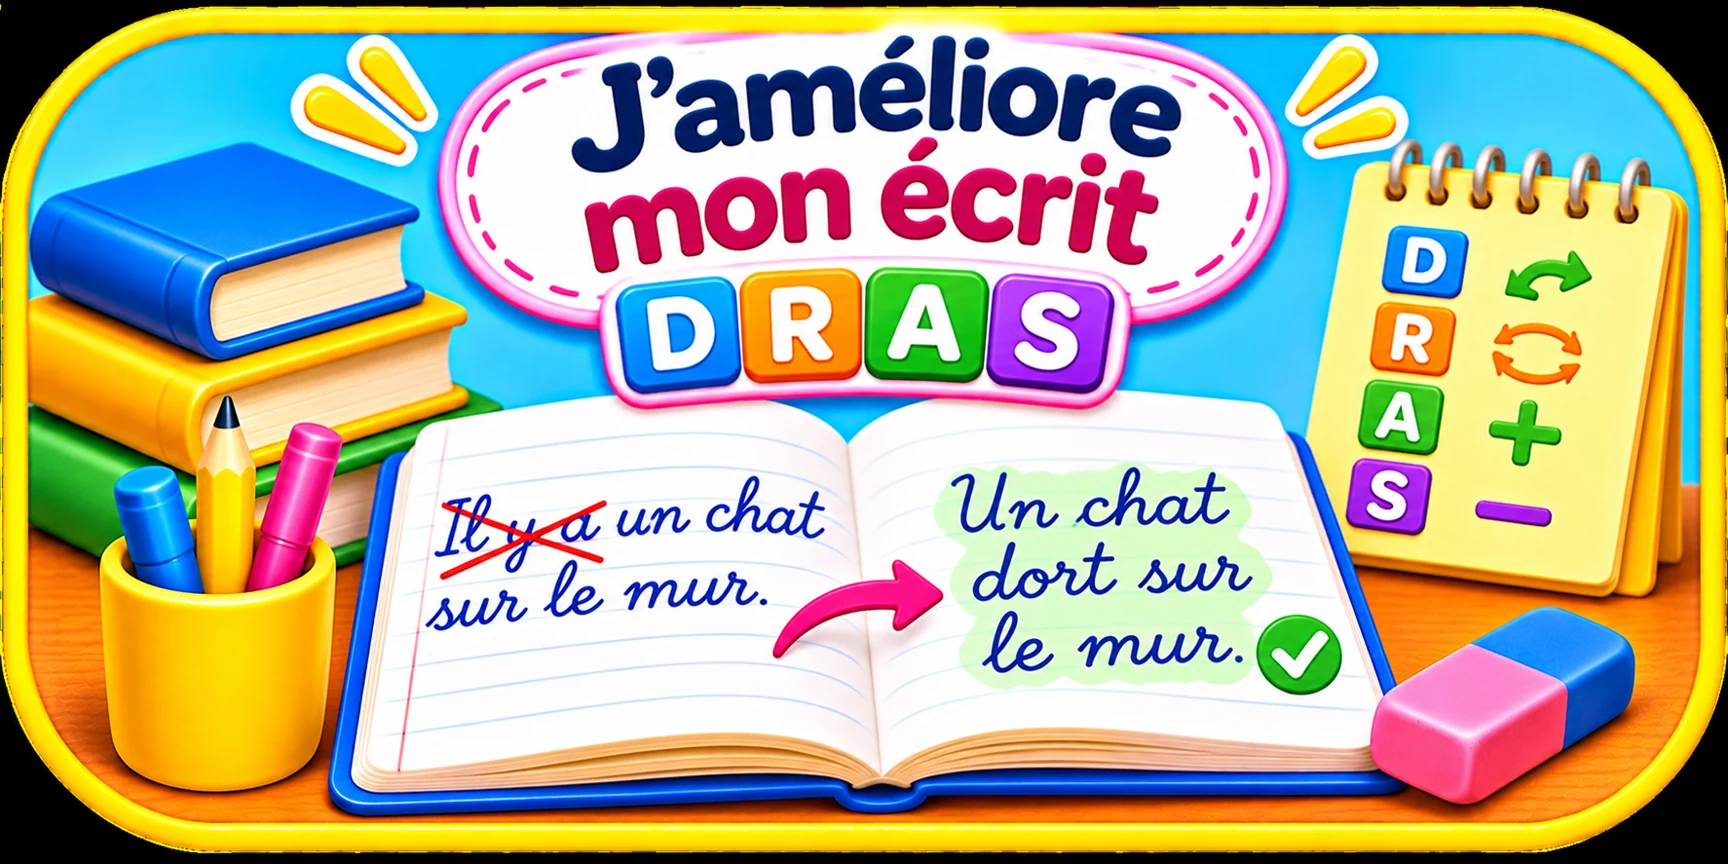 J'améliore
mon écrit
DRAS
Il y a un chat
sur le mur.
Un chat
dort sur
le mur.
D
R
A
S